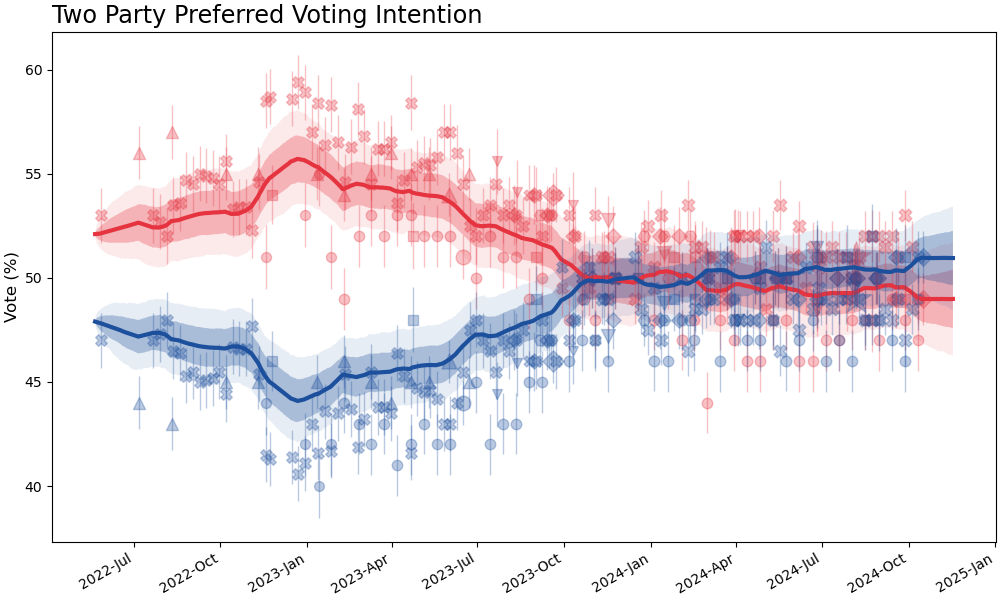 Two Party Preferred Voting Intention
Vote (%)
60
55
50
45
40
2022-Jul
2022-Oct
2023-Jan
2023-Apr
2023-Jul
2023-Oct
2024-Jan
2024-Apr
2024-Jul
2024-Oct
2025-Jan